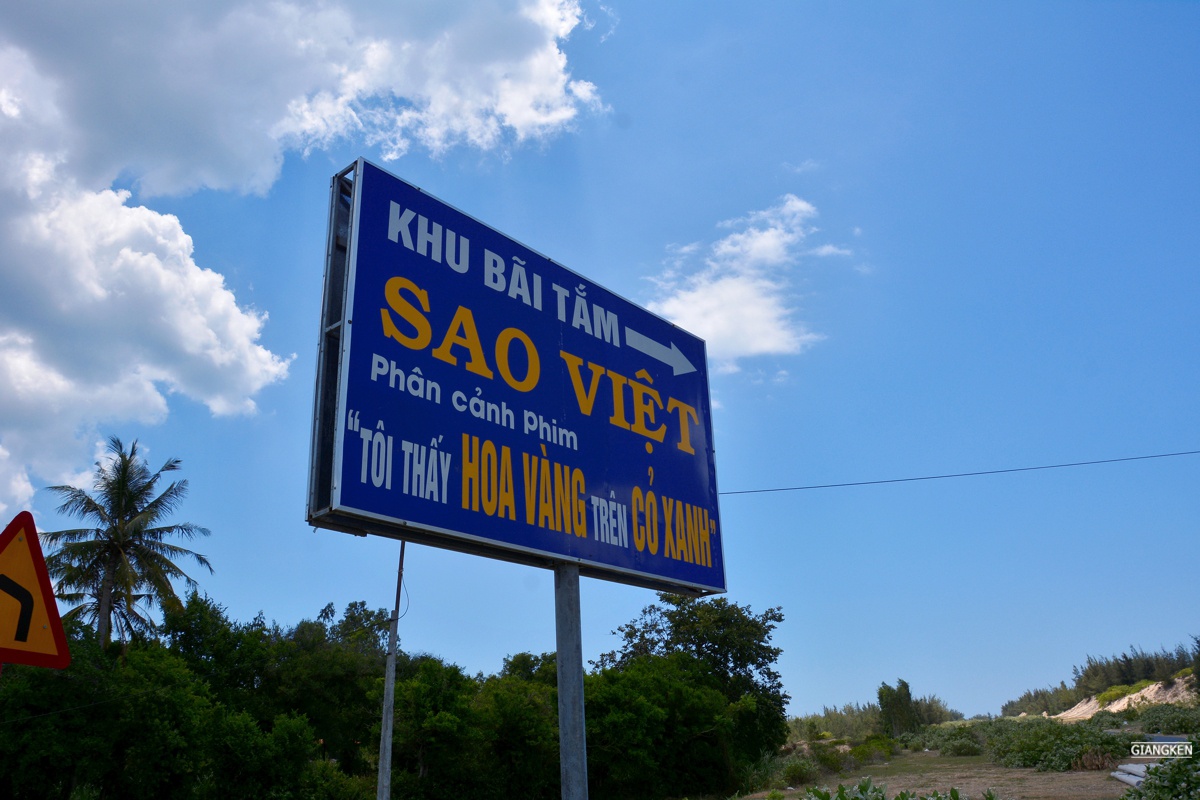 KHU BÃI TẮM
SAO VIỆT
Phân cảnh Phim
“TÔI THẤY HOA VÀNG TRÊN CỎ XANH”
GIANGKEN